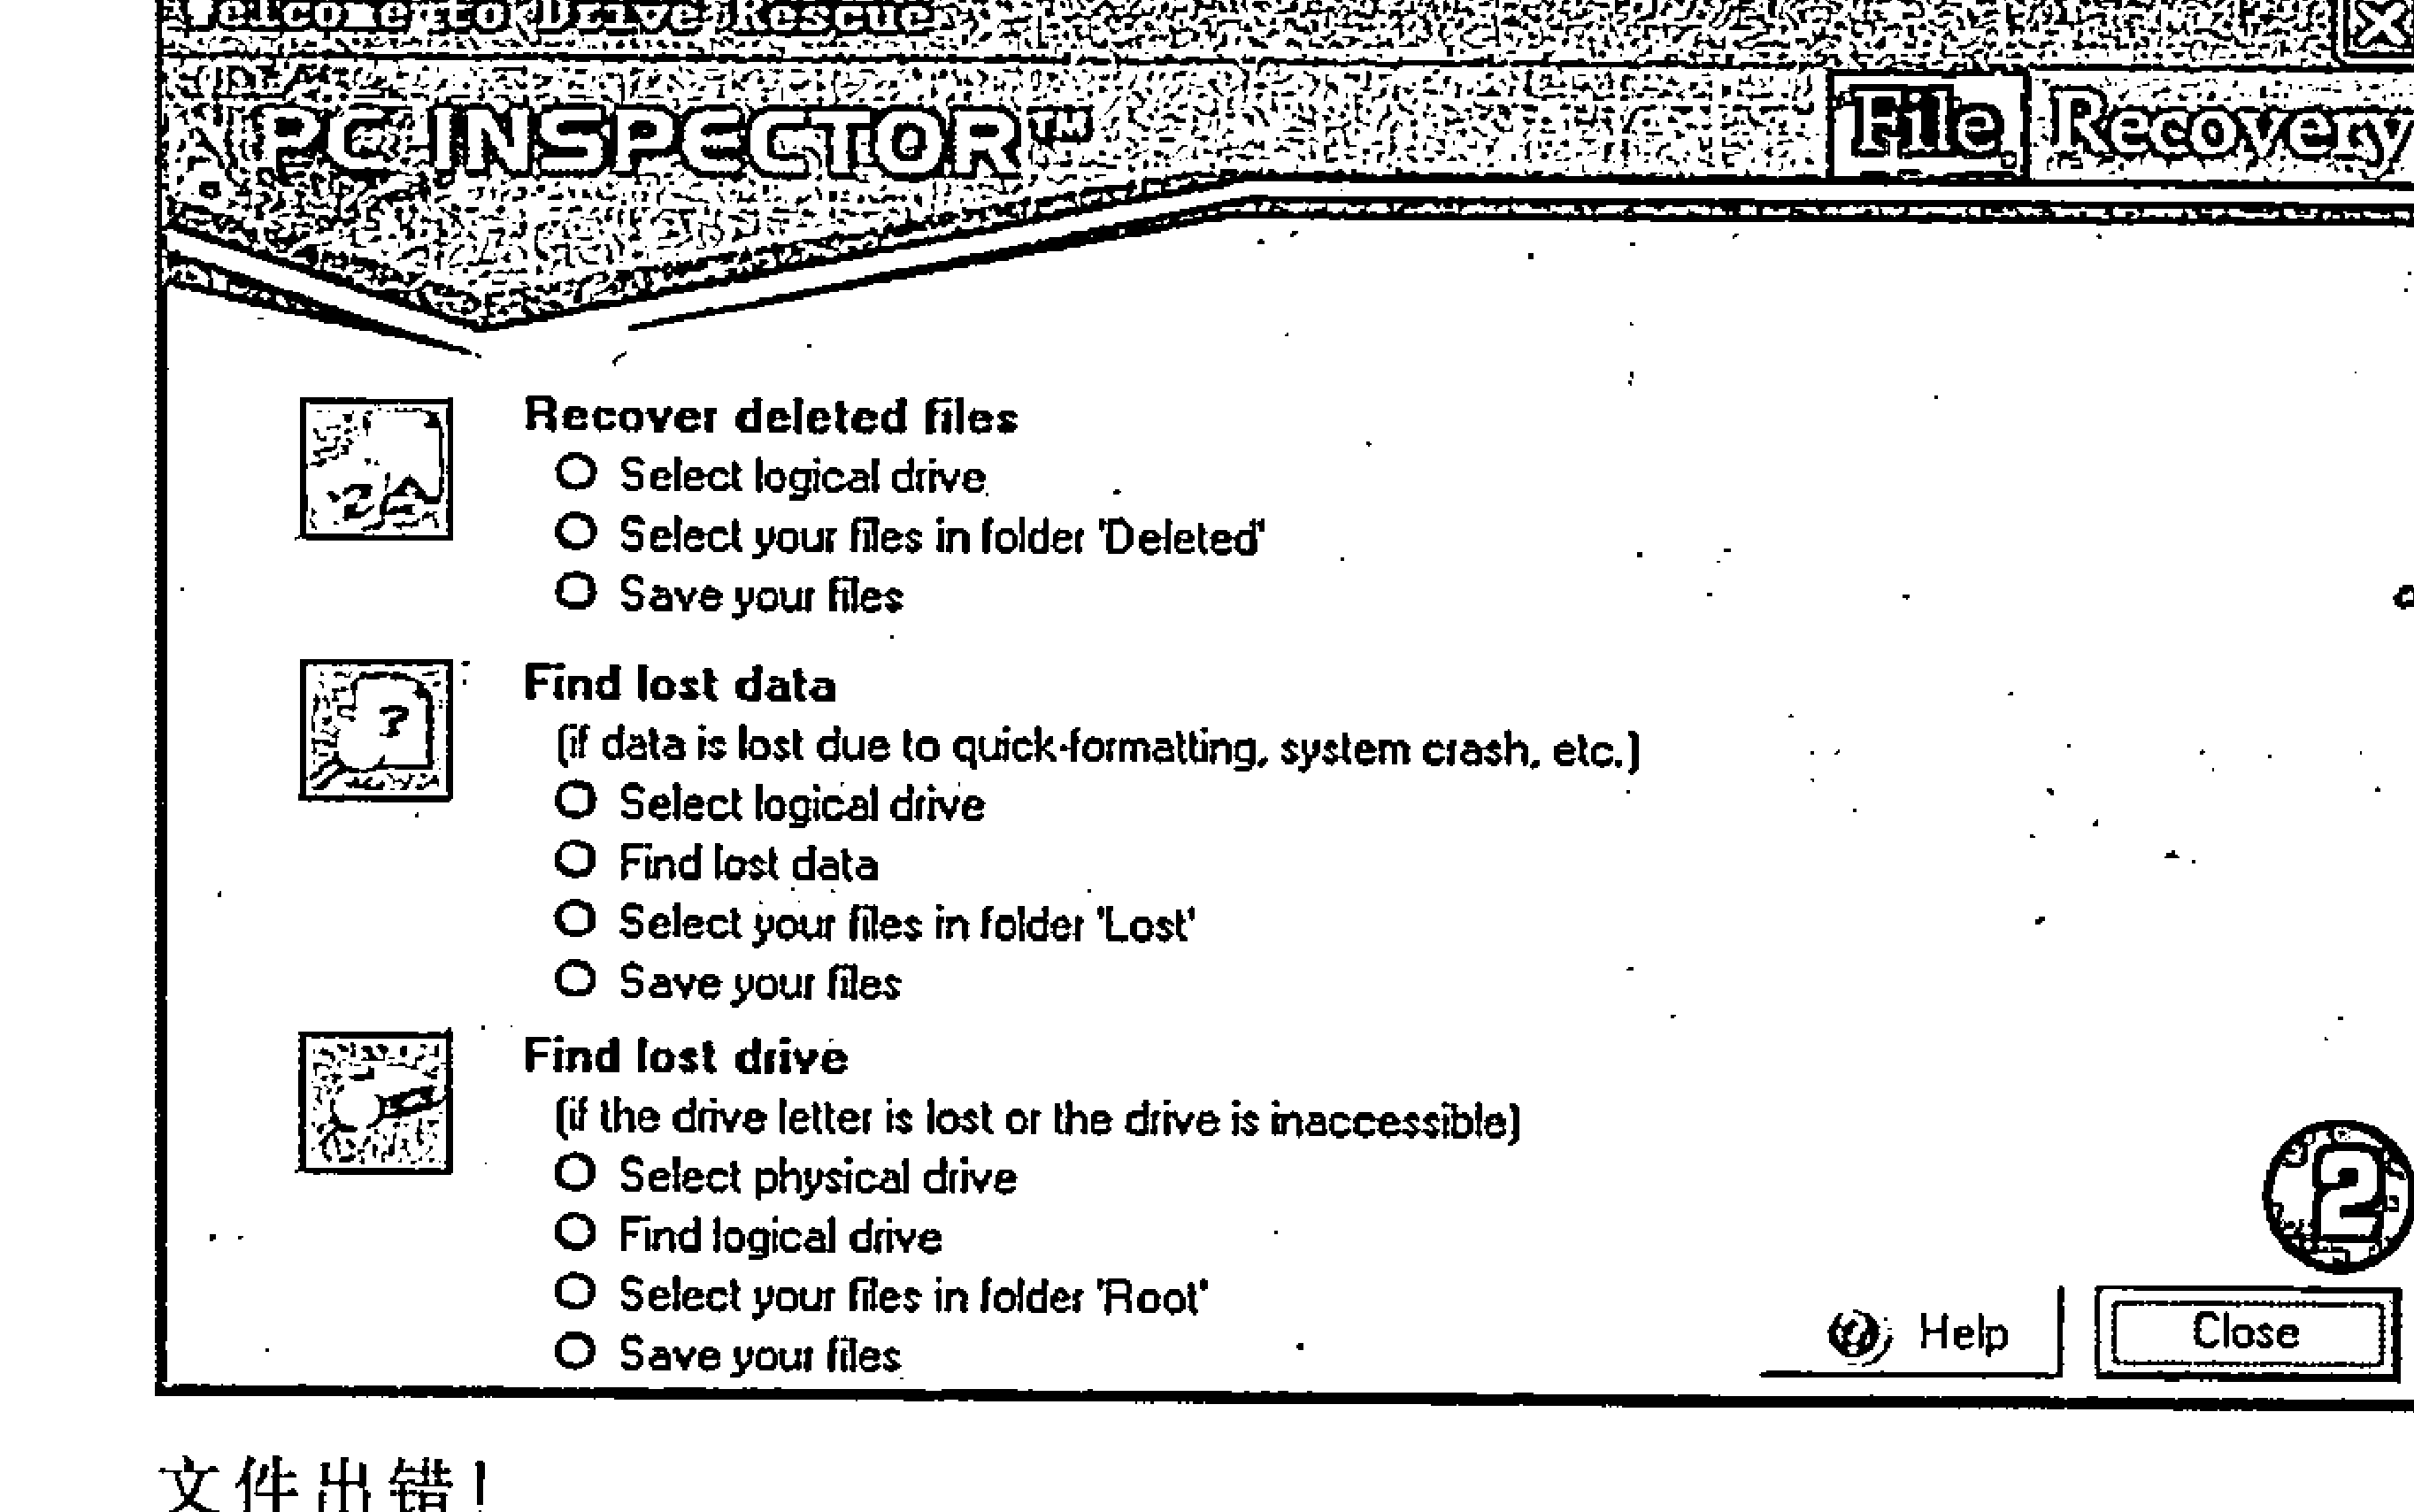 Welcome to Drive Rescue
PC INSPECTOR™
File Recovery
Recover deleted files
Select logical drive
Select your files in folder 'Deleted'
Save your files
Find lost data
(if data is lost due to quick-formatting, system crash, etc.)
Select logical drive
Find lost data
Select your files in folder 'Lost'
Save your files
Find lost drive
(if the drive letter is lost or the drive is inaccessible)
Select physical drive
Find logical drive
Select your files in folder 'Root'
Save your files
2
Help
Close
文件出错!